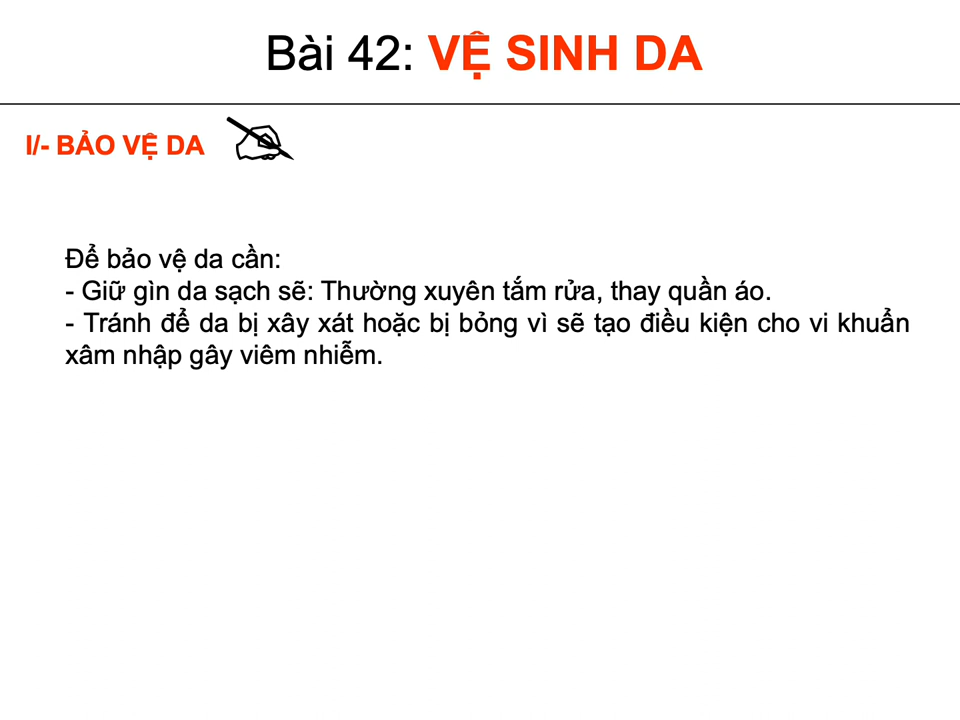 Bài 42: VỆ SINH DA
I/- BẢO VỆ DA
Để bảo vệ da cần:
- Giữ gìn da sạch sẽ: Thường xuyên tắm rửa, thay quần áo.
- Tránh để da bị xây xát hoặc bị bỏng vì sẽ tạo điều kiện cho vi khuẩn
xâm nhập gây viêm nhiễm.